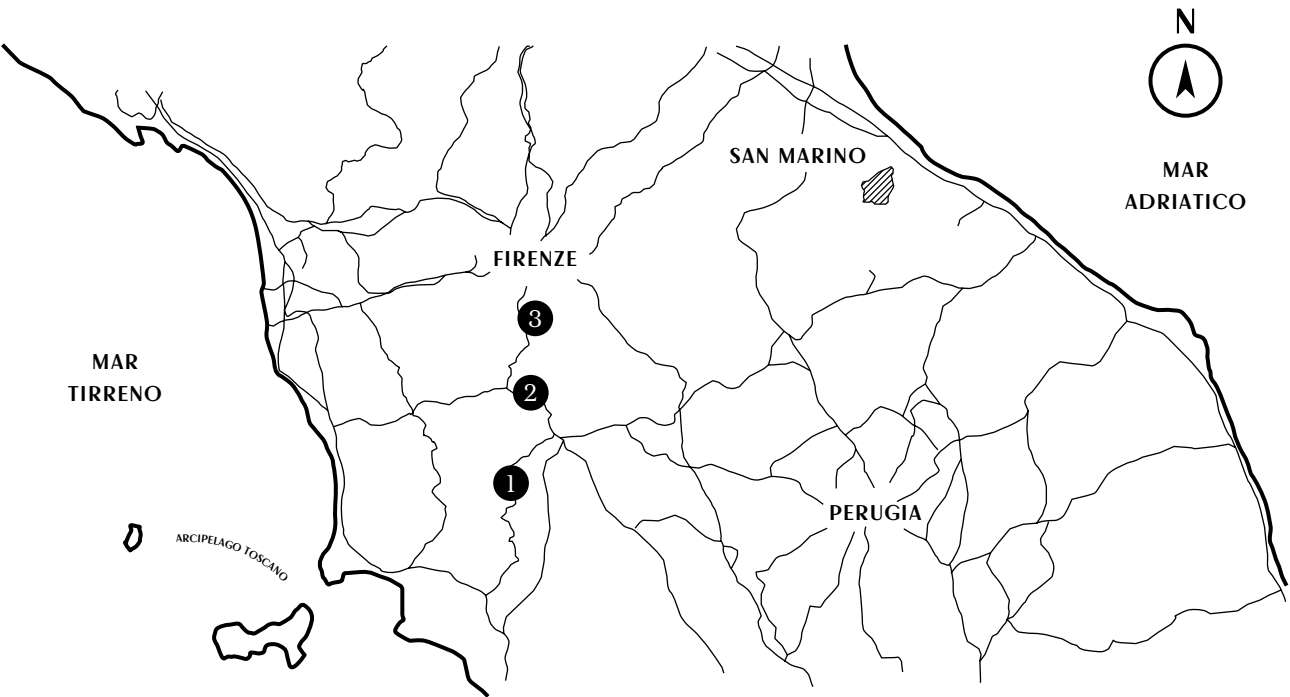 N
SAN MARINO
MAR
ADRIATICO
FIRENZE
3
MAR
TIRRENO
2
1
PERUGIA
ARCIPELAGO TOSCANO